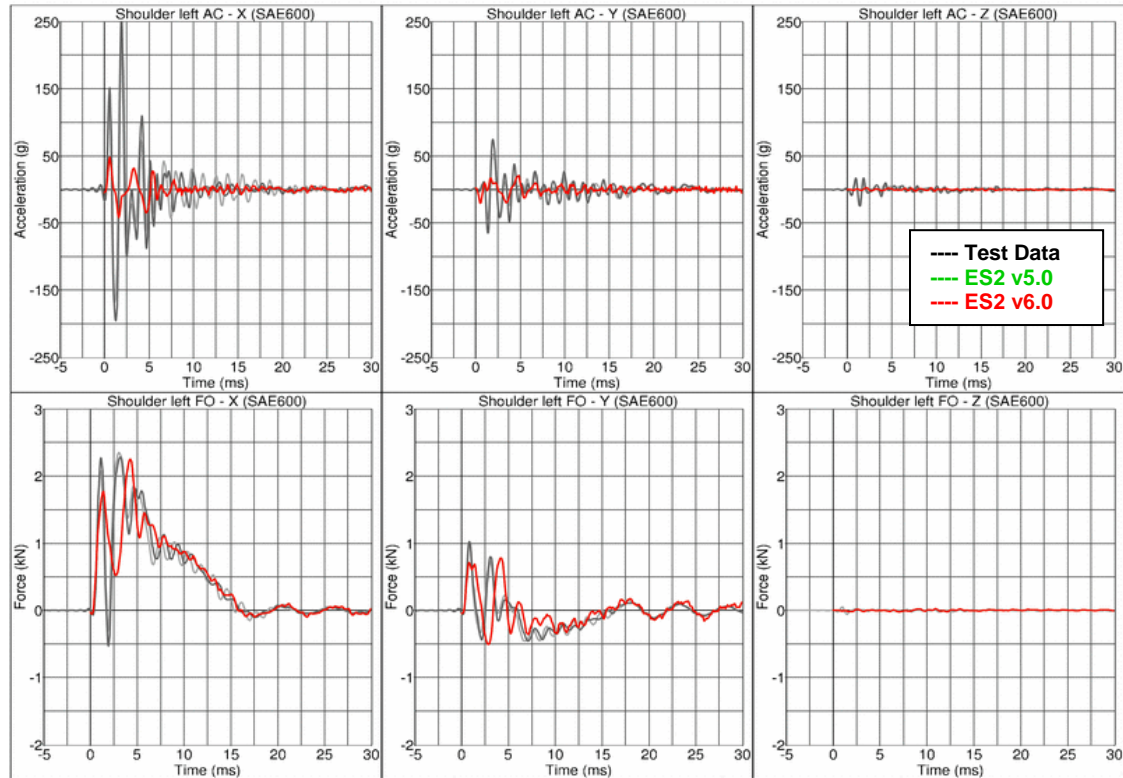 Shoulder left AC - X (SAE600)
Shoulder left AC - Y (SAE600)
Shoulder left AC - Z (SAE600)
250
150
50
-50
-150
-250
Acceleration (g)
-5 0 5 10 15 20 25 30
Time (ms)
250
150
50
-50
-150
-250
Acceleration (g)
-5 0 5 10 15 20 25 30
Time (ms)
250
150
50
-50
-150
-250
Acceleration (g)
-5 0 5 10 15 20 25 30
Time (ms)
---- Test Data
---- ES2 v5.0
---- ES2 v6.0
Shoulder left FO - X (SAE600)
Shoulder left FO - Y (SAE600)
Shoulder left FO - Z (SAE600)
3
2
1
0
-1
-2
Force (kN)
-5 0 5 10 15 20 25 30
Time (ms)
3
2
1
0
-1
-2
Force (kN)
-5 0 5 10 15 20 25 30
Time (ms)
3
2
1
0
-1
-2
Force (kN)
-5 0 5 10 15 20 25 30
Time (ms)